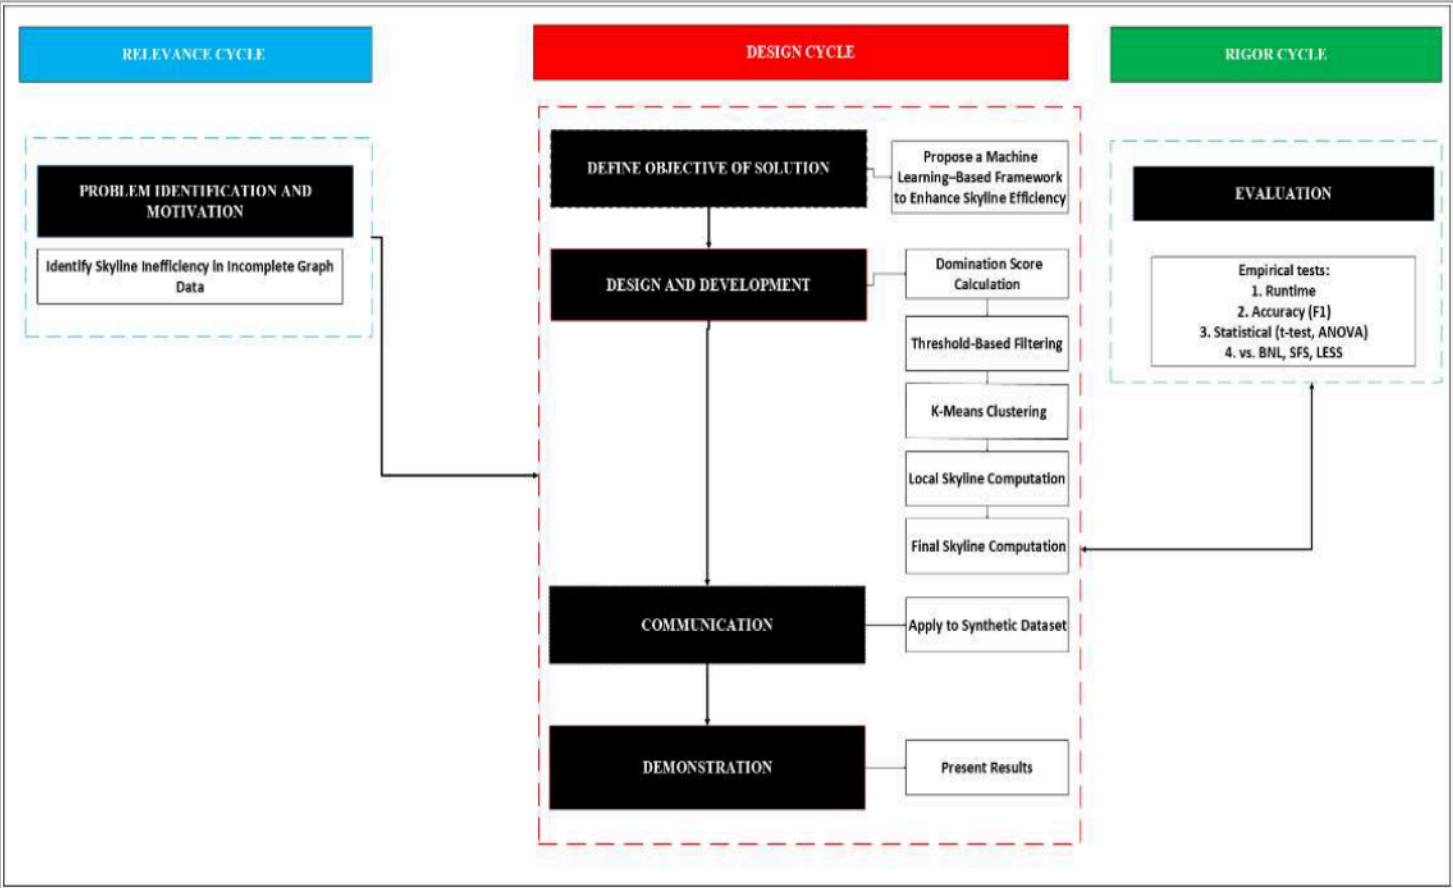 RELEVANCE CYCLE
PROBLEM IDENTIFICATION AND
MOTIVATION
Identify Skyline Inefficiency in Incomplete Graph
Data
DESIGN CYCLE
DEFINE OBJECTIVE OF SOLUTION
Propose a Machine
Learning–Based Framework
to Enhance Skyline Efficiency
DESIGN AND DEVELOPMENT
Domination Score
Calculation
Threshold-Based Filtering
K-Means Clustering
Local Skyline Computation
Final Skyline Computation
COMMUNICATION
Apply to Synthetic Dataset
DEMONSTRATION
Present Results
RIGOR CYCLE
EVALUATION
Empirical tests:
1. Runtime
2. Accuracy (F1)
3. Statistical (t-test, ANOVA)
4. vs. BNL, SFS, LESS